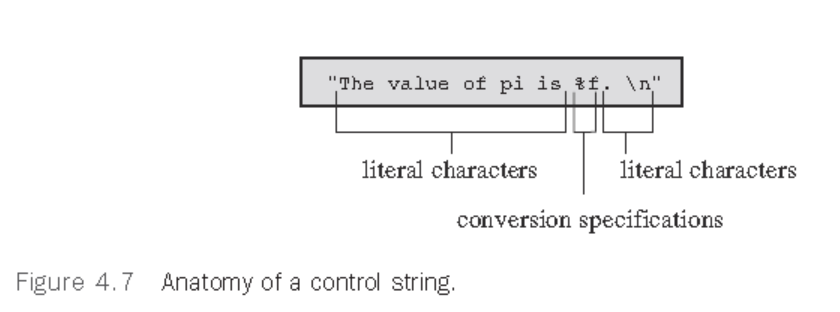 "The value of pi is %f. \n"
literal characters literal characters
conversion specifications
Figure 4.7 Anatomy of a control string.